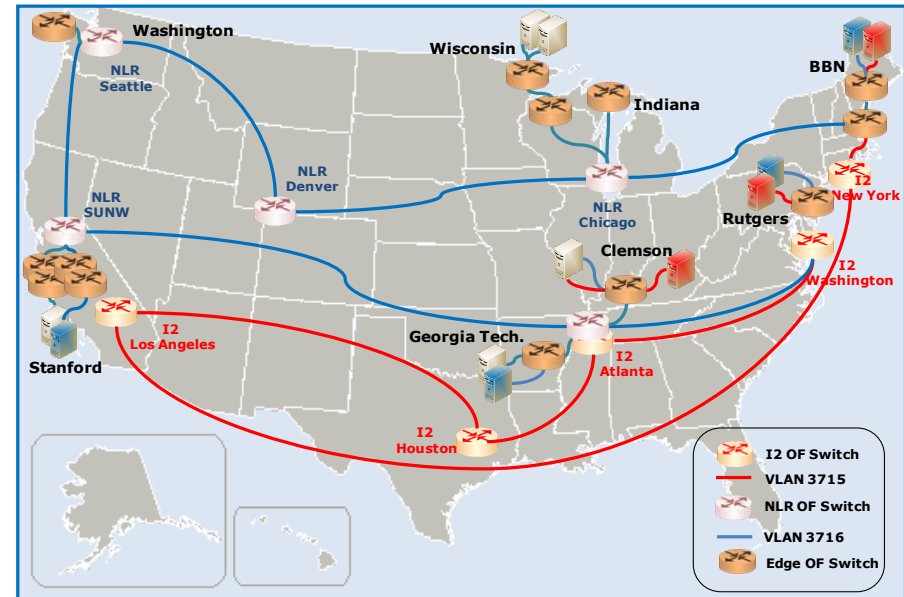 Washington
NLR
Seattle
Wisconsin
Indiana
BBN
NLR
Denver
NLR
SUNW
NLR
Chicago
I2
New York
Rutgers
Clemson
I2
Washington
I2
Los Angeles
Stanford
Georgia Tech.
I2
Atlanta
I2
Houston
I2 OF Switch
VLAN 3715
NLR OF Switch
VLAN 3716
Edge OF Switch